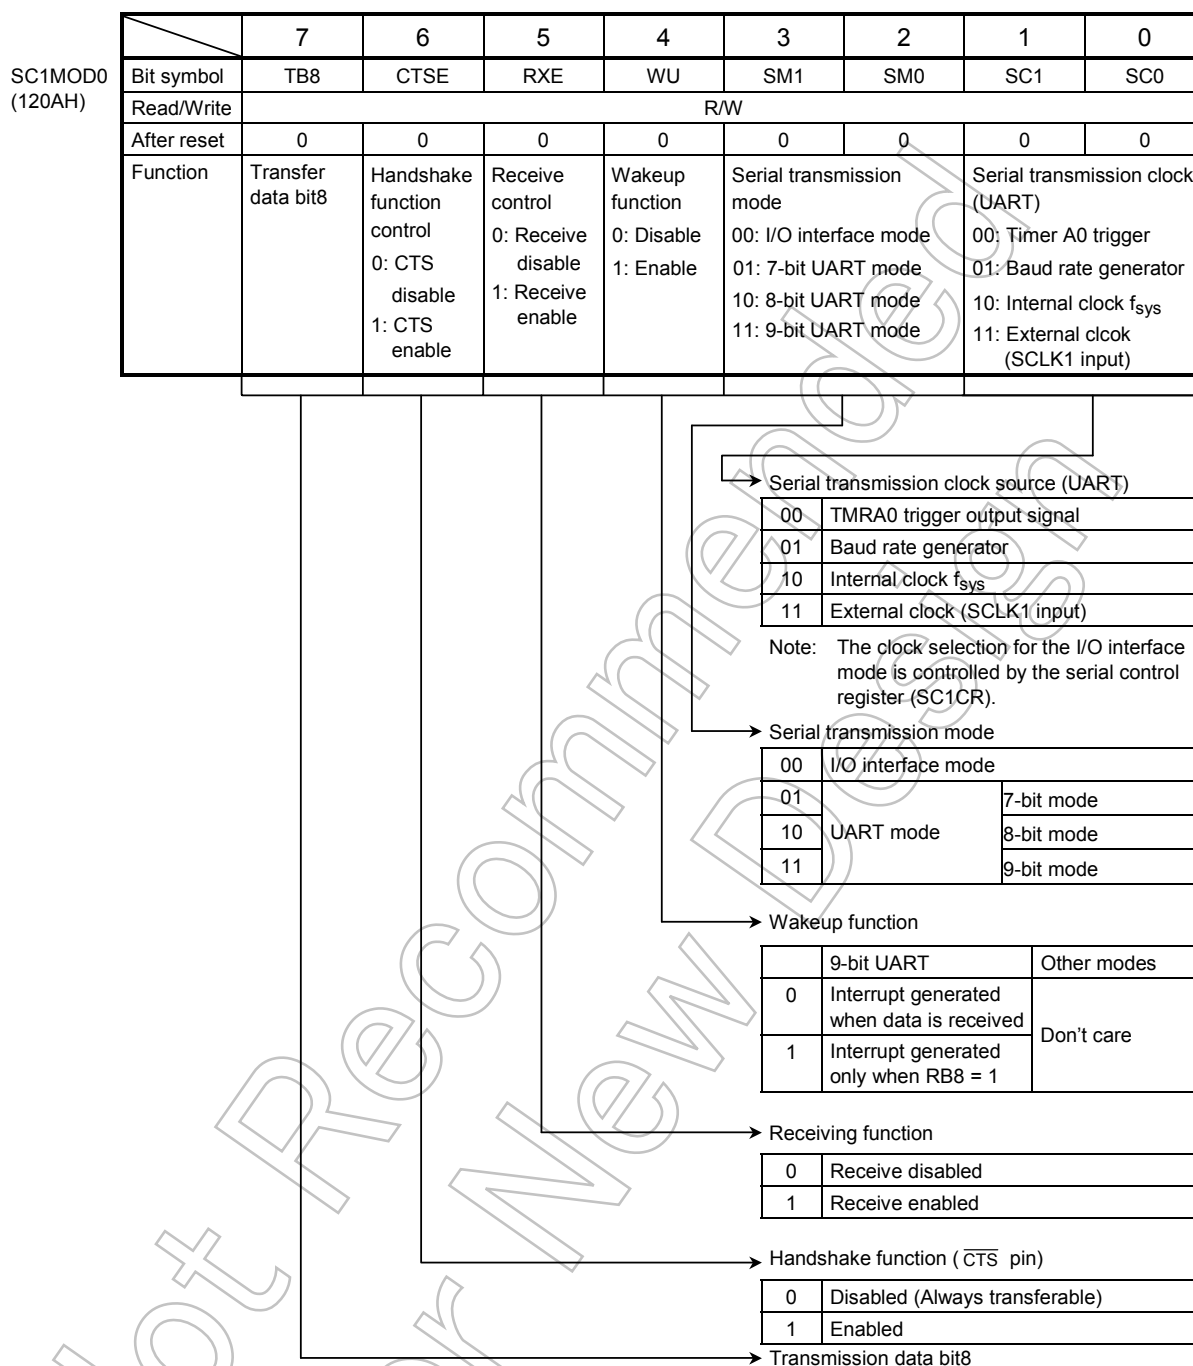 7 6 5 4 3 2 1 0
SC1MOD0 Bit symbol TB8 CTSE RXE WU SM1 SM0 SC1 SC0
(120AH) Read/Write R/W
After reset 0 0 0 0 0 0 0 0
Function Transfer Handshake Receive Wakeup Serial transmission Serial transmission clock
data bit8 function control function mode (UART)
control 0: Receive 0: Disable 00: I/O interface mode 00: Timer A0 trigger
0: CTS disable 1: Enable 01: 7-bit UART mode 01: Baud rate generator
disable 1: Receive 10: 8-bit UART mode 10: Internal clock fsys
1: CTS enable 11: 9-bit UART mode 11: External clcok
enable (SCLK1 input)
Serial transmission clock source (UART)
00 TMRA0 trigger output signal
01 Baud rate generator
10 Internal clock fsys
11 External clock (SCLK1 input)
Note: The clock selection for the I/O interface
mode is controlled by the serial control
register (SC1CR).
Serial transmission mode
00 I/O interface mode
01 7-bit mode
10 UART mode 8-bit mode
11 9-bit mode
Wakeup function
9-bit UART Other modes
0 Interrupt generated
when data is received
Don't care
1 Interrupt generated
only when RB8 = 1
Receiving function
0 Receive disabled
1 Receive enabled
Handshake function ( C̅T̅S̅ pin)
0 Disabled (Always transferable)
1 Enabled
Transmission data bit8
Not Recommended
for New Design